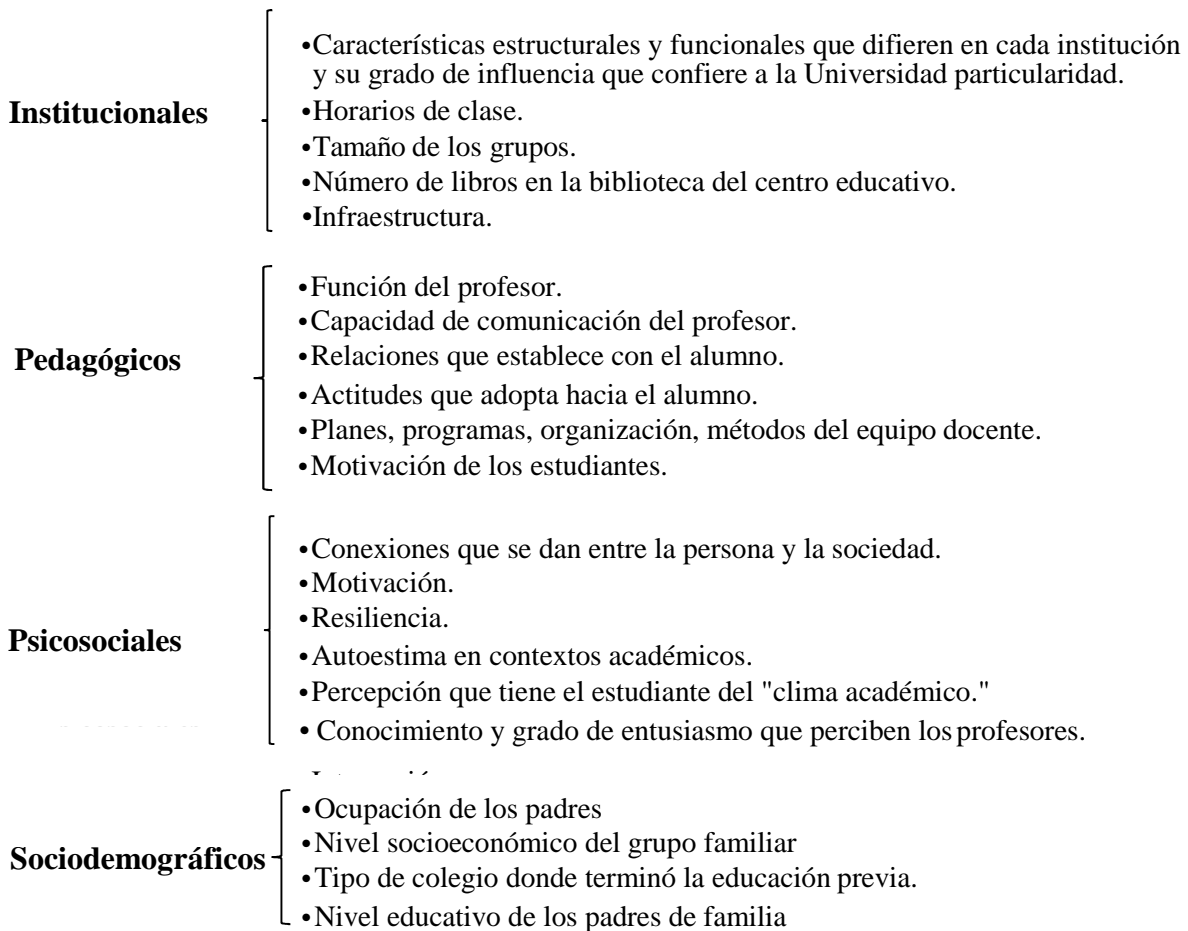 Institucionales
•Características estructurales y funcionales que difieren en cada institución
y su grado de influencia que confiere a la Universidad particularidad.
•Horarios de clase.
•Tamaño de los grupos.
•Número de libros en la biblioteca del centro educativo.
•Infraestructura.
Pedagógicos
•Función del profesor.
•Capacidad de comunicación del profesor.
•Relaciones que establece con el alumno.
•Actitudes que adopta hacia el alumno.
•Planes, programas, organización, métodos del equipo docente.
•Motivación de los estudiantes.
Psicosociales
•Conexiones que se dan entre la persona y la sociedad.
•Motivación.
•Resiliencia.
•Autoestima en contextos académicos.
•Percepción que tiene el estudiante del "clima académico."
• Conocimiento y grado de entusiasmo que perciben los profesores.
Sociodemográficos
•Ocupación de los padres
•Nivel socioeconómico del grupo familiar
•Tipo de colegio donde terminó la educación previa.
•Nivel educativo de los padres de familia